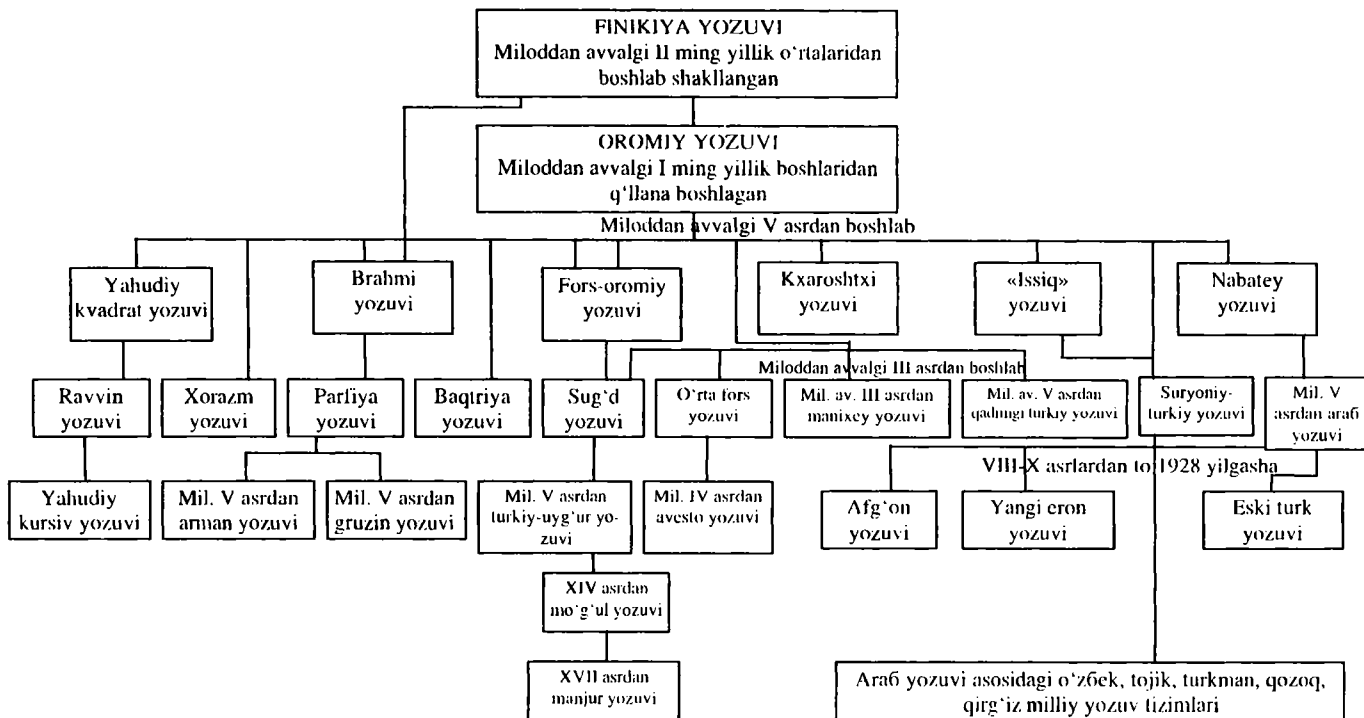 FINIKIYA YOZUVI
Miloddan avvalgi II ming yillik o‘rtalaridan
boshlab shakllangan
OROMIY YOZUVI
Miloddan avvalgi I ming yillik boshlaridan
q‘llana boshlagan
Miloddan avvalgi V asrdan boshlab
Yahudiy
kvadrat yozuvi
Brahmi
yozuvi
Fors-oromiy
yozuvi
Kxaroshtxi
yozuvi
«Issiq»
yozuvi
Nabatey
yozuvi
Miloddan avvalgi III asrdan boshlab
Ravvin
yozuvi
Xorazm
yozuvi
Parfiya
yozuvi
Baqtriya
yozuvi
Sug‘d
yozuvi
O‘rta fors
yozuvi
Mil. av. III asrdan
manixey yozuvi
Mil. av. V asrdan
qadimgi turkiy yozuvi
Suryoniy-
turkiy yozuvi
Mil. V
asrdan arab
yozuvi
VIII-X asrlardan to 1928 yilgasha
Yahudiy
kursiv yozuvi
Mil. V asrdan
arman yozuvi
Mil. V asrdan
gruzin yozuvi
Mil. V asrdan
turkiy-uyg‘ur yo-
zuvi
Mil. IV asrdan
avesto yozuvi
Afg‘on
yozuvi
Yangi eron
yozuvi
Eski turk
yozuvi
XIV asrdan
mo‘g‘ul yozuvi
XVII asrdan
manjur yozuvi
Arab yozuvi asosidagi o‘zbek, tojik, turkman, qozoq,
qirg‘iz milliy yozuv tizimlari